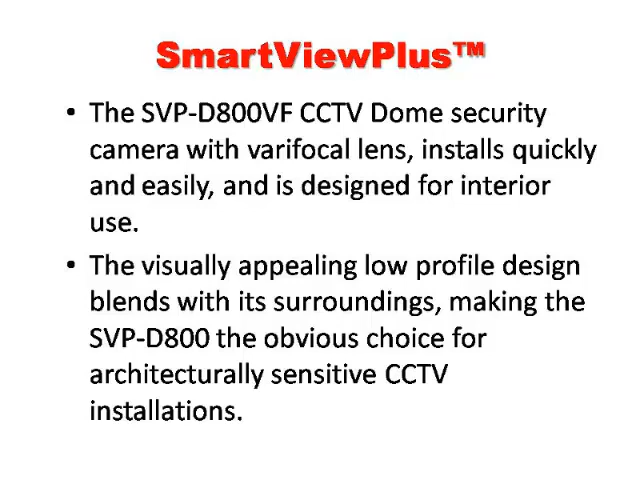 SmartViewPlus™
• The SVP-D800VF CCTV Dome security
camera with varifocal lens, installs quickly
and easily, and is designed for interior
use.
• The visually appealing low profile design
blends with its surroundings, making the
SVP-D800 the obvious choice for
architecturally sensitive CCTV
installations.